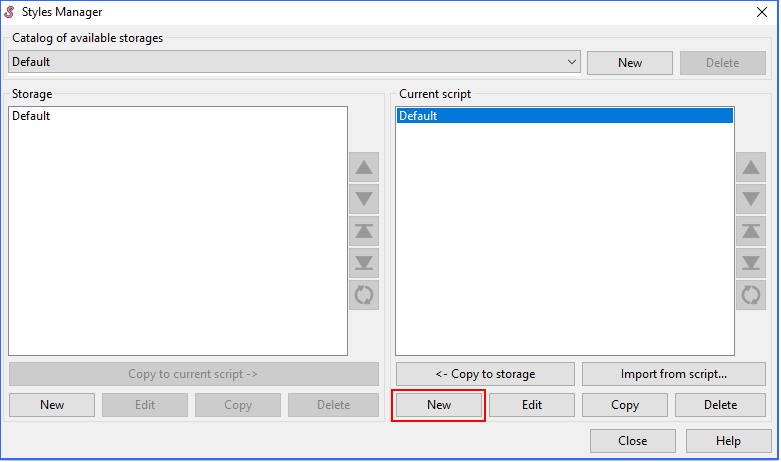 Styles Manager
Catalog of available storages
Default
New
Delete
Storage
Current script
Default
Default
Copy to current script ->
<- Copy to storage
Import from script...
New
Edit
Copy
Delete
New
Edit
Copy
Delete
Close
Help